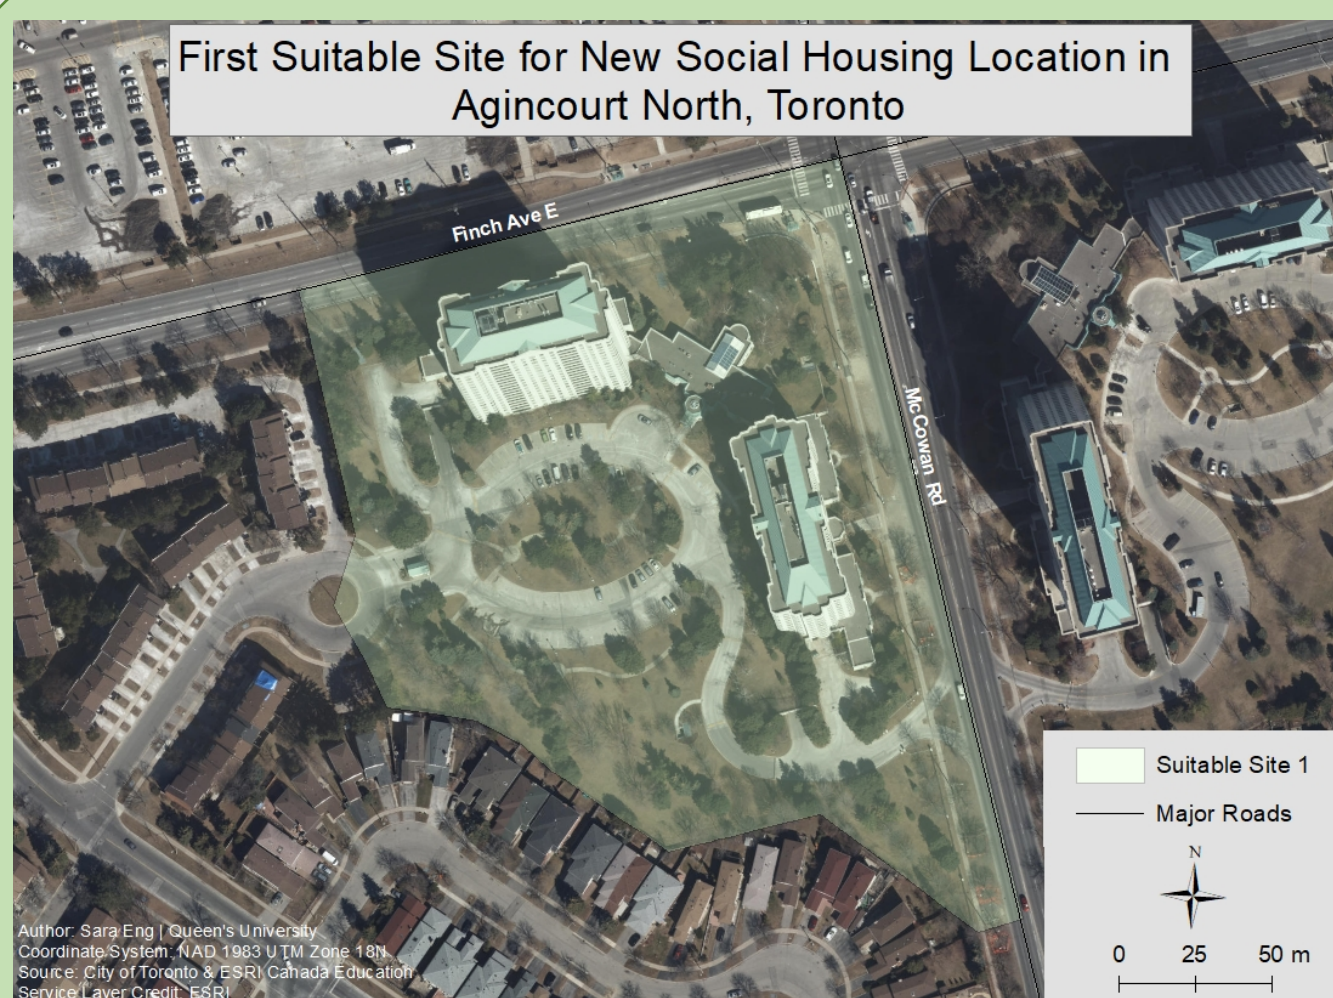 First Suitable Site for New Social Housing Location in
Agincourt North, Toronto
Finch Ave E
McCowan Rd
Suitable Site 1
Major Roads
N
0 25 50 m
Author: Sara Eng | Queen's University
Coordinate System: NAD 1983 UTM Zone 18N
Source: City of Toronto & ESRI Canada Education
Service Layer Credit: ESRI